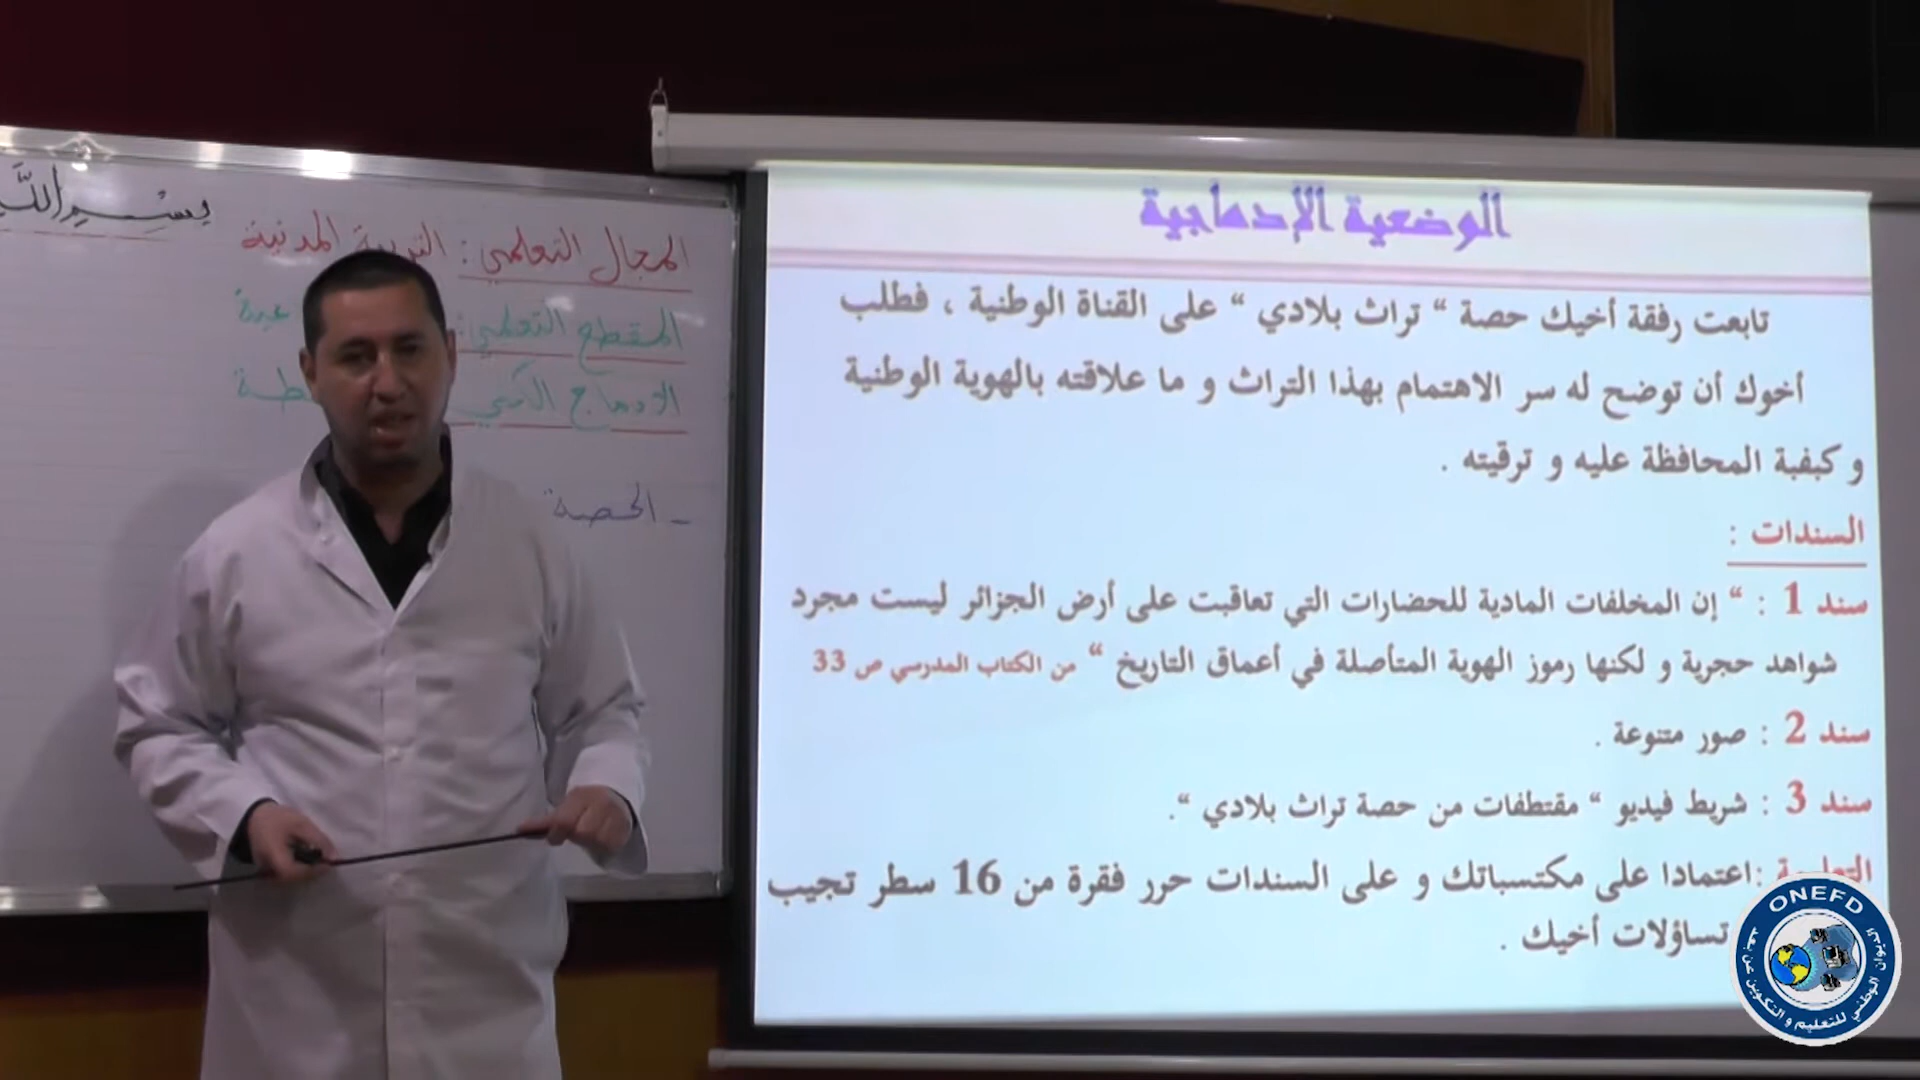 بسم الله
المجال التعلمي : التربية المدنية
المقطع التعلمي :
الادماج الكلي
- الحصة
الوضعية الإدماجية
تابعت رفقة أخيك حصة “ تراث بلادي “ على القناة الوطنية ، فطلب
أخوك أن توضح له سر الاهتمام بهذا التراث و ما علاقته بالهوية الوطنية
و كيفية المحافظة عليه و ترقيته .
السندات :
سند 1 : “ إن المخلفات المادية للحضارات التي تعاقبت على أرض الجزائر ليست مجرد
شواهد حجرية و لكنها رموز الهوية المتأصلة في أعماق التاريخ “ من الكتاب المدرسي ص 33
سند 2 : صور متنوعة .
سند 3 : شريط فيديو “ مقتطفات من حصة تراث بلادي “.
التعليمة :اعتمادا على مكتسباتك و على السندات حرر فقرة من 16 سطر تجيب
تساؤلات أخيك .
ONEFD
الديوان الوطني للتعليم و التكوين عن بعد